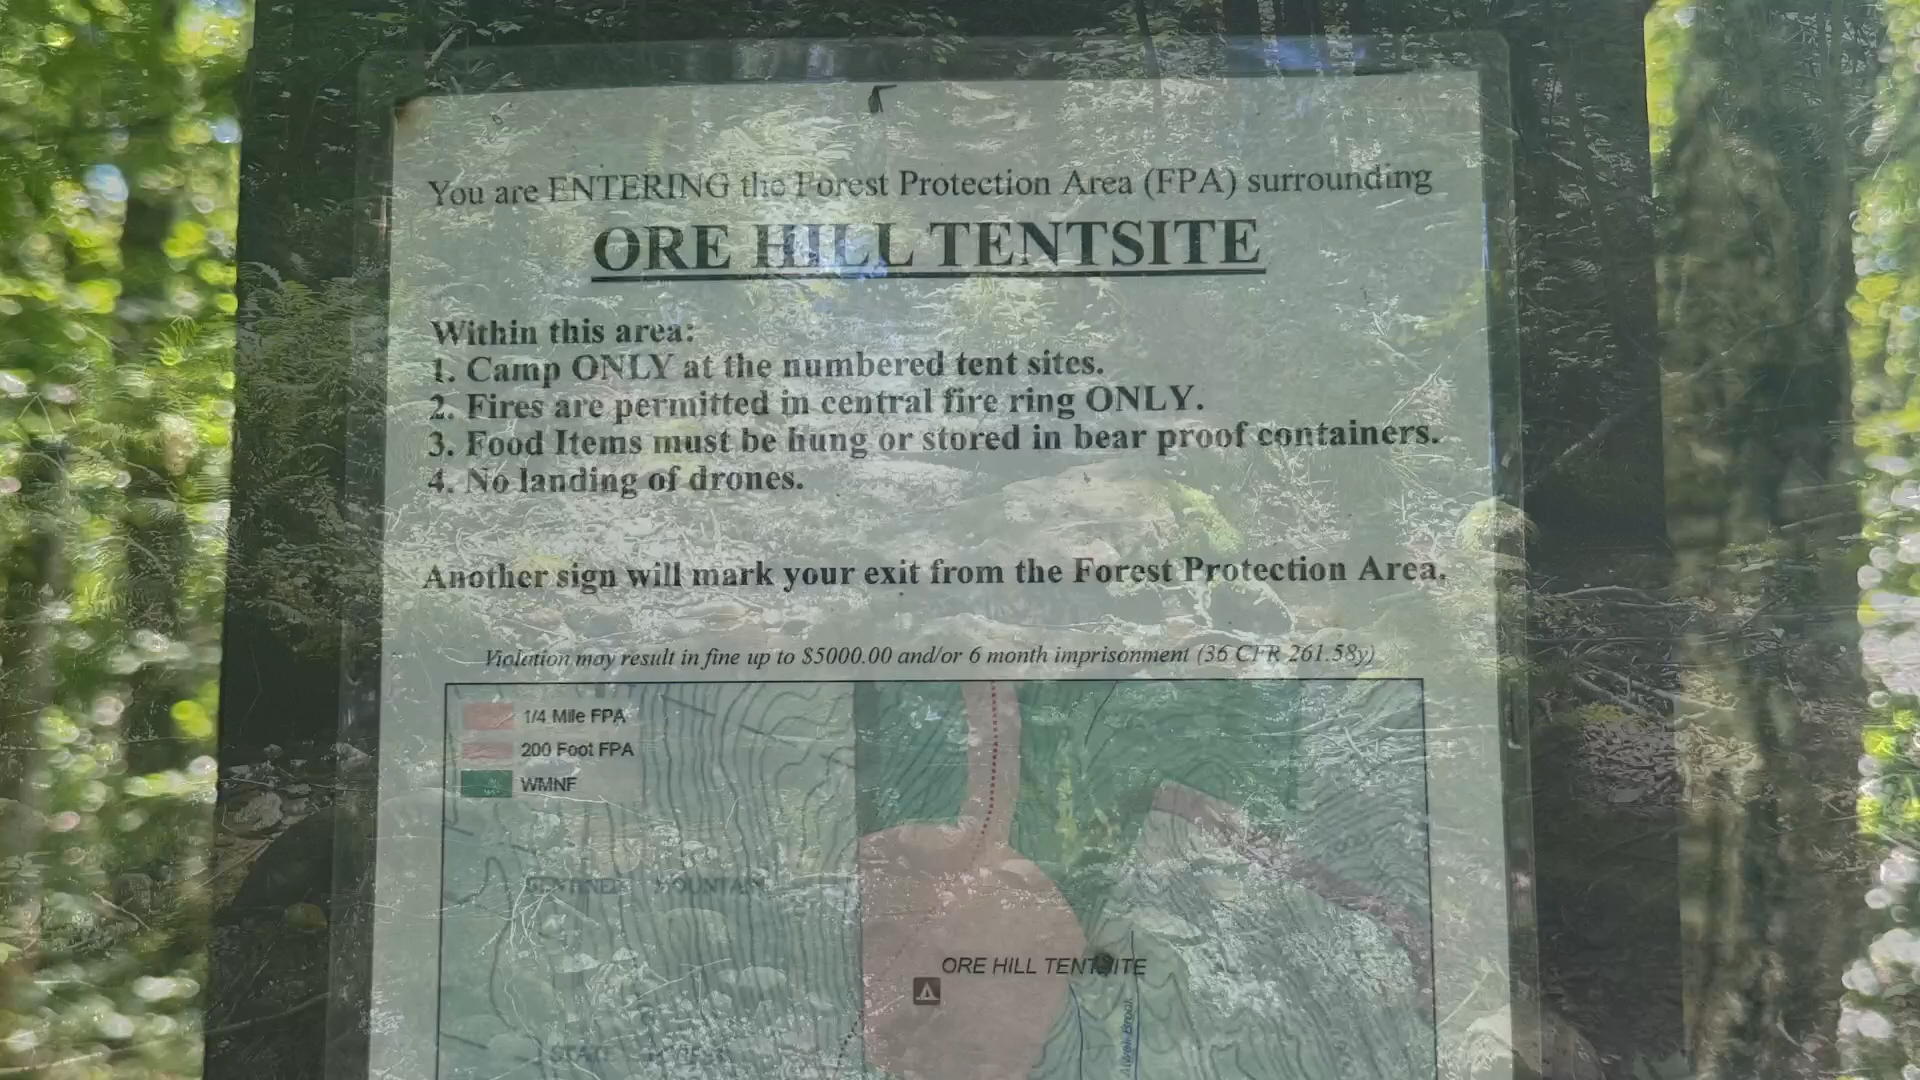 You are ENTERING the Forest Protection Area (FPA) surrounding
ORE HILL TENTSITE
Within this area:
1. Camp ONLY at the numbered tent sites.
2. Fires are permitted in central fire ring ONLY.
3. Food Items must be hung or stored in bear proof containers.
4. No landing of drones.
Another sign will mark your exit from the Forest Protection Area.
Violation may result in fine up to $5000.00 and/or 6 month imprisonment (36 CFR 261.58y)
1/4 Mile FPA
200 Foot FPA
WMNF
SENTINEL MOUNTAIN
ORE HILL TENTSITE
STATE FOREST
Brook